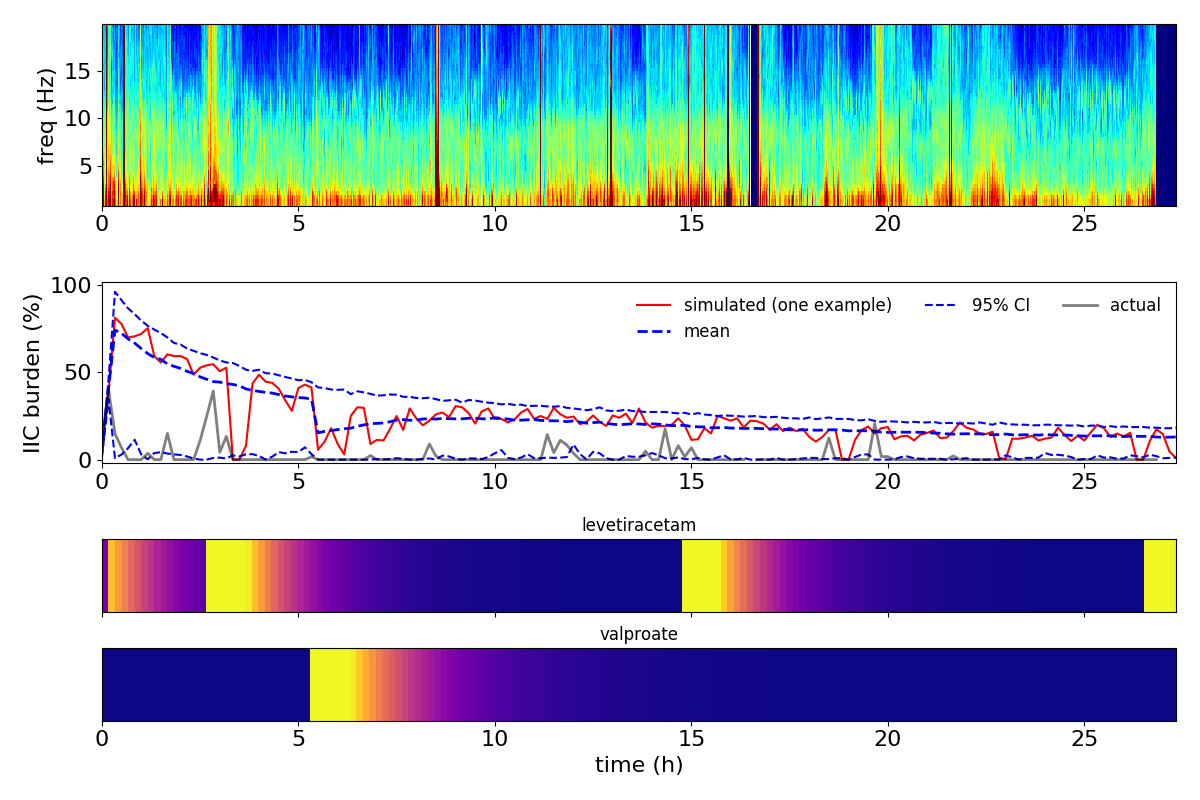 freq (Hz)
15
10
5
0 5 10 15 20 25
IIC burden (%)
100
50
0
simulated (one example) 95% CI actual
mean
0 5 10 15 20 25
levetiracetam
valproate
0 5 10 15 20 25
time (h)